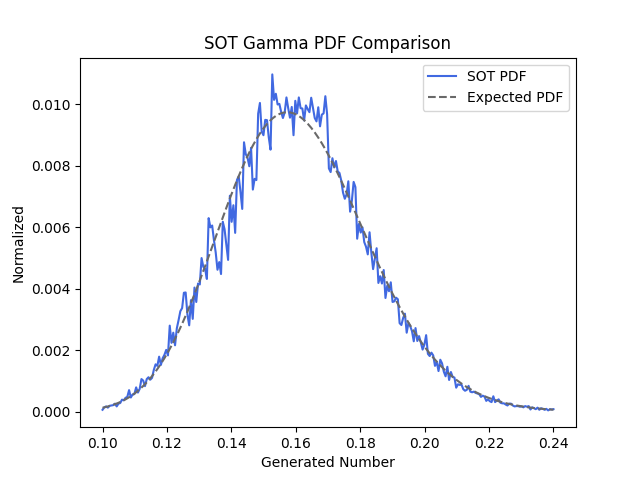 SOT Gamma PDF Comparison
SOT PDF
Expected PDF
Normalized
0.010
0.008
0.006
0.004
0.002
0.000
0.10 0.12 0.14 0.16 0.18 0.20 0.22 0.24
Generated Number